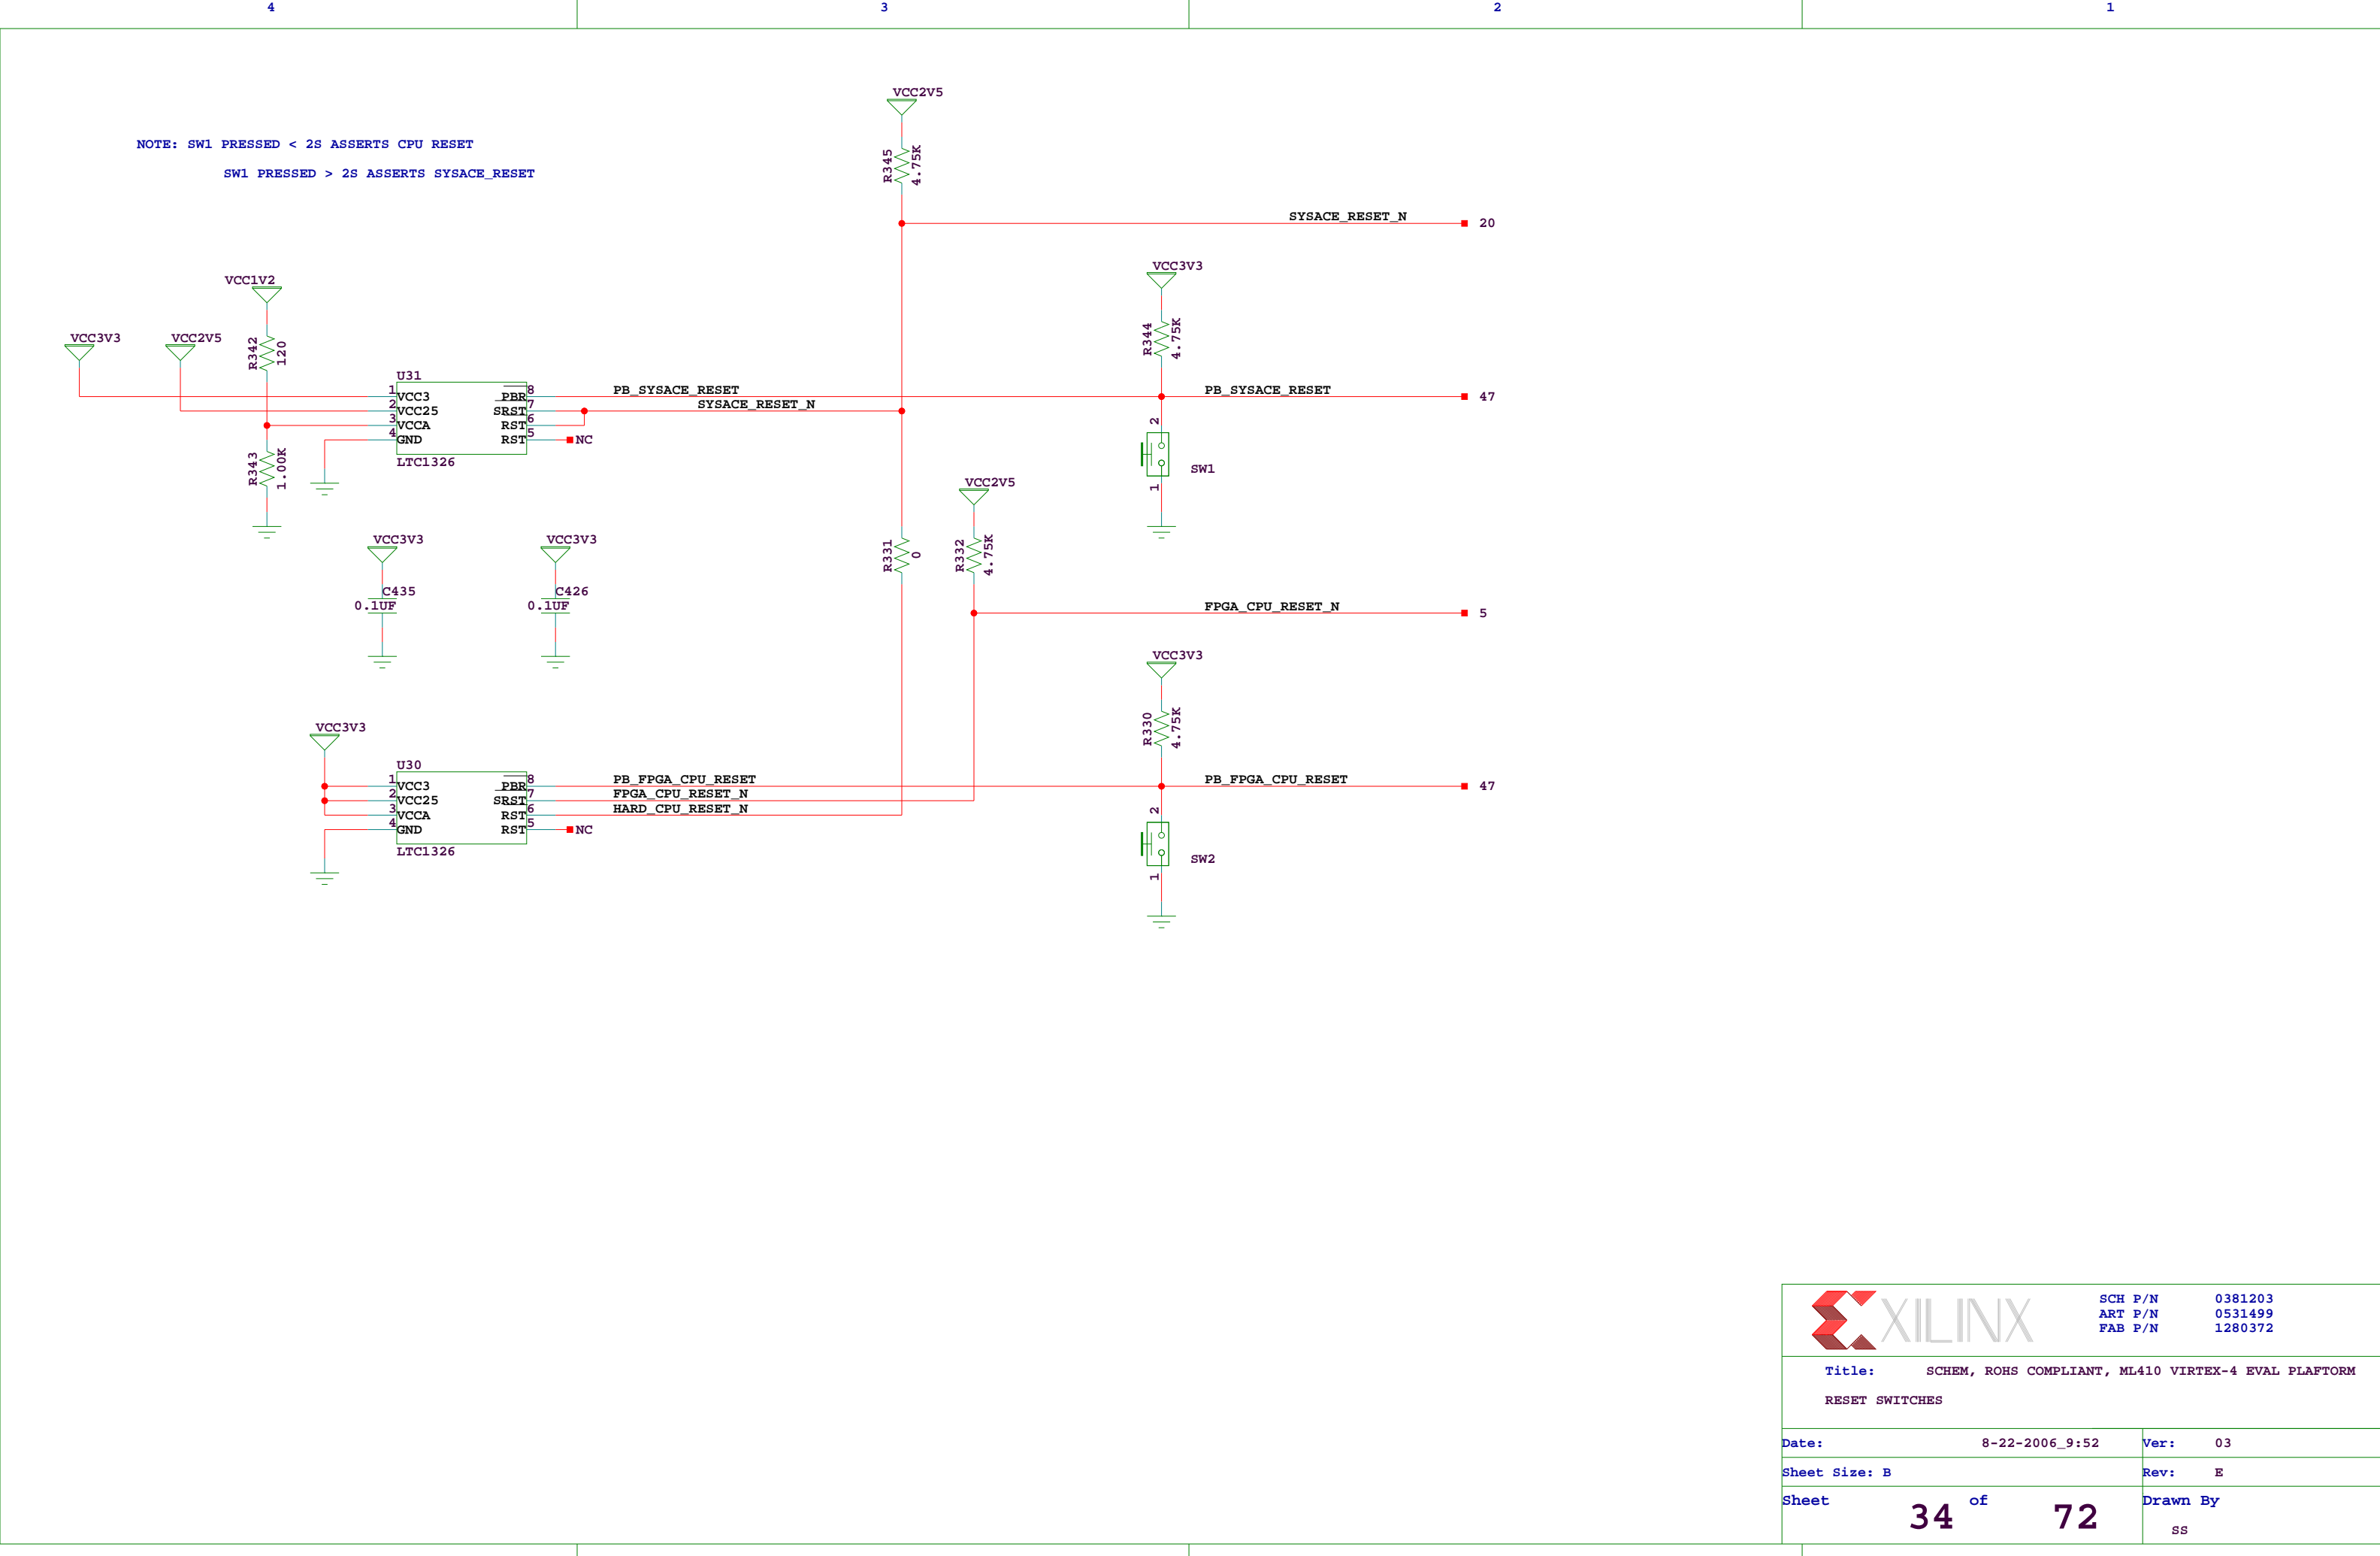 4 3 2 1
VCC2V5
NOTE: SW1 PRESSED < 2S ASSERTS CPU RESET
SW1 PRESSED > 2S ASSERTS SYSACE_RESET
R345 4.75K
SYSACE_RESET_N 20
VCC1V2
VCC3V3
VCC3V3 VCC2V5
R342 120
R344 4.75K
U31
1 VCC3 PBR 8 PB_SYSACE_RESET PB_SYSACE_RESET 47
2 VCC25 SRST 7 SYSACE_RESET_N
3 VCCA RST 6
4 GND RST 5 NC
LTC1326
R343 1.00K
2
SW1
1
VCC2V5
VCC3V3 VCC3V3
R331 0
R332 4.75K
C435 C426
0.1UF 0.1UF
FPGA_CPU_RESET_N 5
VCC3V3
VCC3V3
R330 4.75K
U30
1 VCC3 PBR 8 PB_FPGA_CPU_RESET PB_FPGA_CPU_RESET 47
2 VCC25 SRST 7 FPGA_CPU_RESET_N
3 VCCA RST 6 HARD_CPU_RESET_N
4 GND RST 5 NC
LTC1326
2
SW2
1
XILINX
SCH P/N 0381203
ART P/N 0531499
FAB P/N 1280372
Title: SCHEM, ROHS COMPLIANT, ML410 VIRTEX-4 EVAL PLAFTORM
RESET SWITCHES
Date: 8-22-2006_9:52 Ver: 03
Sheet Size: B Rev: E
Sheet 34 of 72 Drawn By
SS